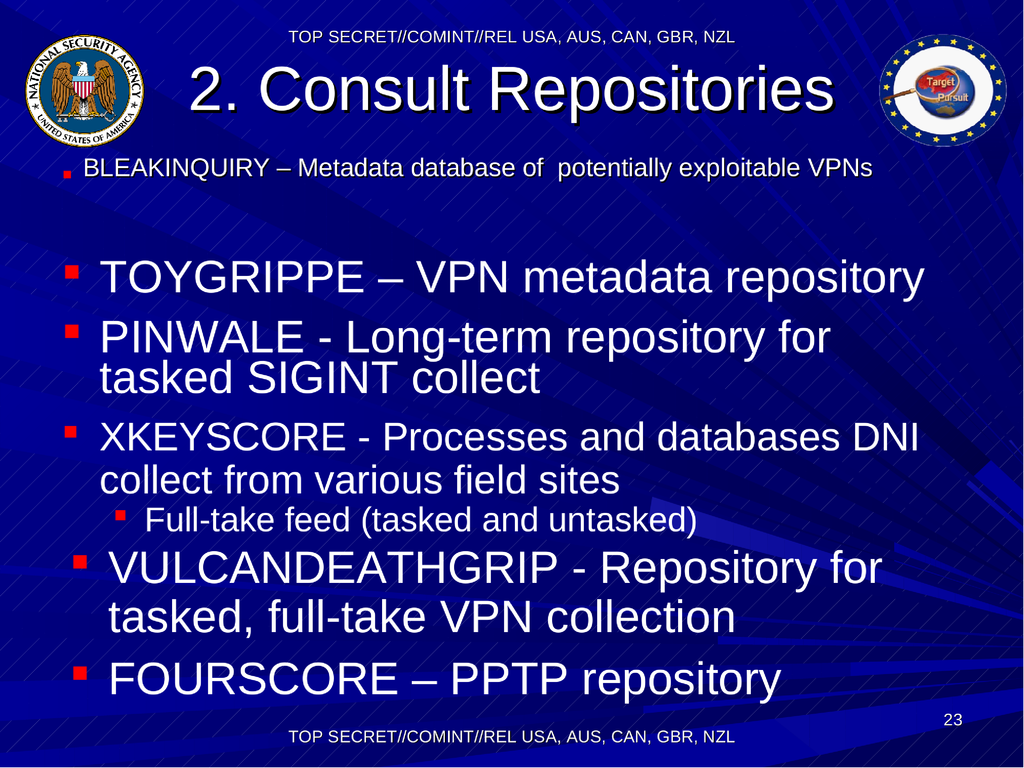 TOP SECRET//COMINT//REL USA, AUS, CAN, GBR, NZL
NATIONAL SECURITY AGENCY
UNITED STATES OF AMERICA
2. Consult Repositories
Target
Pursuit
BLEAKINQUIRY – Metadata database of potentially exploitable VPNs
TOYGRIPPE – VPN metadata repository
PINWALE - Long-term repository for
tasked SIGINT collect
XKEYSCORE - Processes and databases DNI
collect from various field sites
Full-take feed (tasked and untasked)
VULCANDEATHGRIP - Repository for
tasked, full-take VPN collection
FOURSCORE – PPTP repository
23
TOP SECRET//COMINT//REL USA, AUS, CAN, GBR, NZL